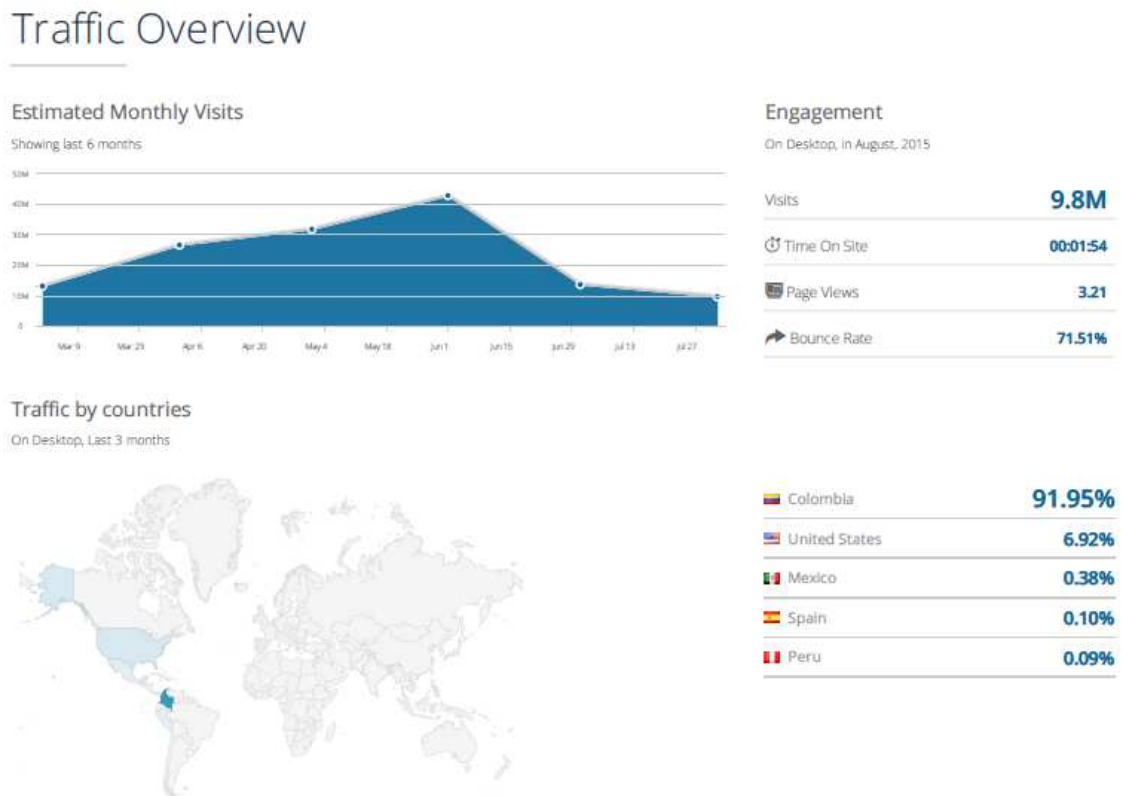 Traffic Overview
Estimated Monthly Visits
Showing last 6 months
50M
40M
30M
20M
10M
0
Mar 9 Mar 23 Apr 6 Apr 20 May 4 May 18 Jun 1 Jun 15 Jun 29 Jul 13 Jul 27
Engagement
On Desktop, in August, 2015
Visits 9.8M
Time On Site 00:01:54
Page Views 3.21
Bounce Rate 71.51%
Traffic by countries
On Desktop, Last 3 months
Colombia 91.95%
United States 6.92%
Mexico 0.38%
Spain 0.10%
Peru 0.09%